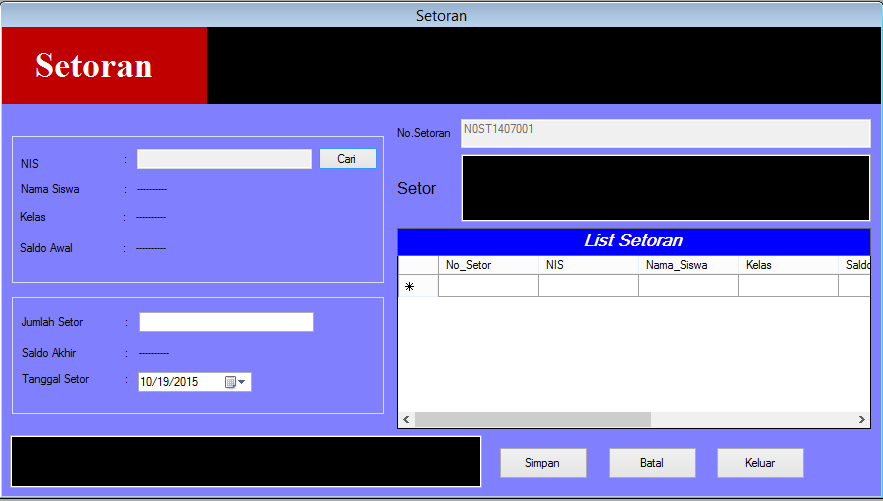 Setoran
Setoran
No.Setoran N0ST1407001
NIS : Cari
Nama Siswa : ----------
Setor
Kelas : ----------
Saldo Awal : ----------
List Setoran
No_Setor NIS Nama_Siswa Kelas Saldo
Jumlah Setor :
Saldo Akhir : ----------
Tanggal Setor : 10/19/2015
Simpan Batal Keluar